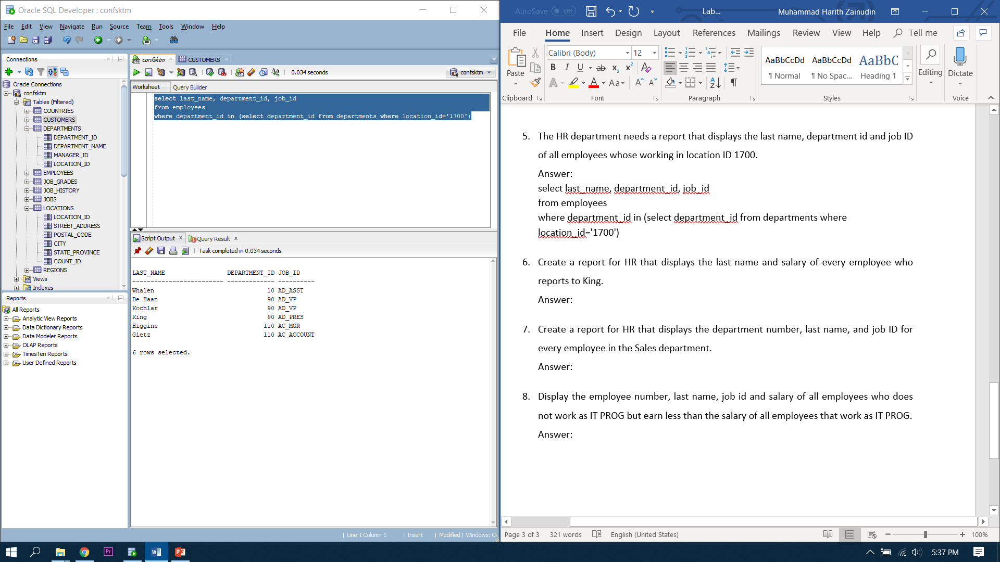 Oracle SQL Developer : confsktm
File Edit View Navigate Run Source Team Tools Window Help
Connections
Oracle Connections
confsktm
Tables (Filtered)
COUNTRIES
CUSTOMERS
DEPARTMENTS
DEPARTMENT_ID
DEPARTMENT_NAME
MANAGER_ID
LOCATION_ID
EMPLOYEES
JOB_GRADES
JOB_HISTORY
JOBS
LOCATIONS
LOCATION_ID
STREET_ADDRESS
POSTAL_CODE
CITY
STATE_PROVINCE
COUNT_ID
REGIONS
Views
Indexes
Reports
All Reports
Analytic View Reports
Data Dictionary Reports
Data Modeler Reports
OLAP Reports
TimesTen Reports
User Defined Reports
confsktm CUSTOMERS
0.034 seconds confsktm
Worksheet Query Builder
select last_name, department_id, job_id
from employees
where department_id in (select department_id from departments where location_id='1700')
Script Output Query Result
Task completed in 0.034 seconds
LAST_NAME DEPARTMENT_ID JOB_ID
------------------------- ------------- ----------
Whalen 10 AD_ASST
De Haan 90 AD_VP
Kochlar 90 AD_VP
King 90 AD_PRES
Higgins 110 AC_MGR
Gietz 110 AC_ACCOUNT
6 rows selected.
Line 1 Column 1 | Insert | Modified | Windows: CR
AutoSave Off Lab... Muhammad Harith Zainudin
File Home Insert Design Layout References Mailings Review View Help Tell me
Calibri (Body) 12
Paste
Clipboard Font Paragraph Styles Voice
AaBbCcDd AaBbCcDd AaBbC
¶ Normal ¶ No Spac... Heading 1
Editing Dictate
5. The HR department needs a report that displays the last name, department id and job ID
of all employees whose working in location ID 1700.
Answer:
select last_name, department_id, job_id
from employees
where department_id in (select department_id from departments where
location_id='1700')
6. Create a report for HR that displays the last name and salary of every employee who
reports to King.
Answer:
7. Create a report for HR that displays the department number, last name, and job ID for
every employee in the Sales department.
Answer:
8. Display the employee number, last name, job id and salary of all employees who does
not work as IT PROG but earn less than the salary of all employees that work as IT PROG.
Answer:
Page 3 of 3 321 words English (United States) 100%
5:37 PM